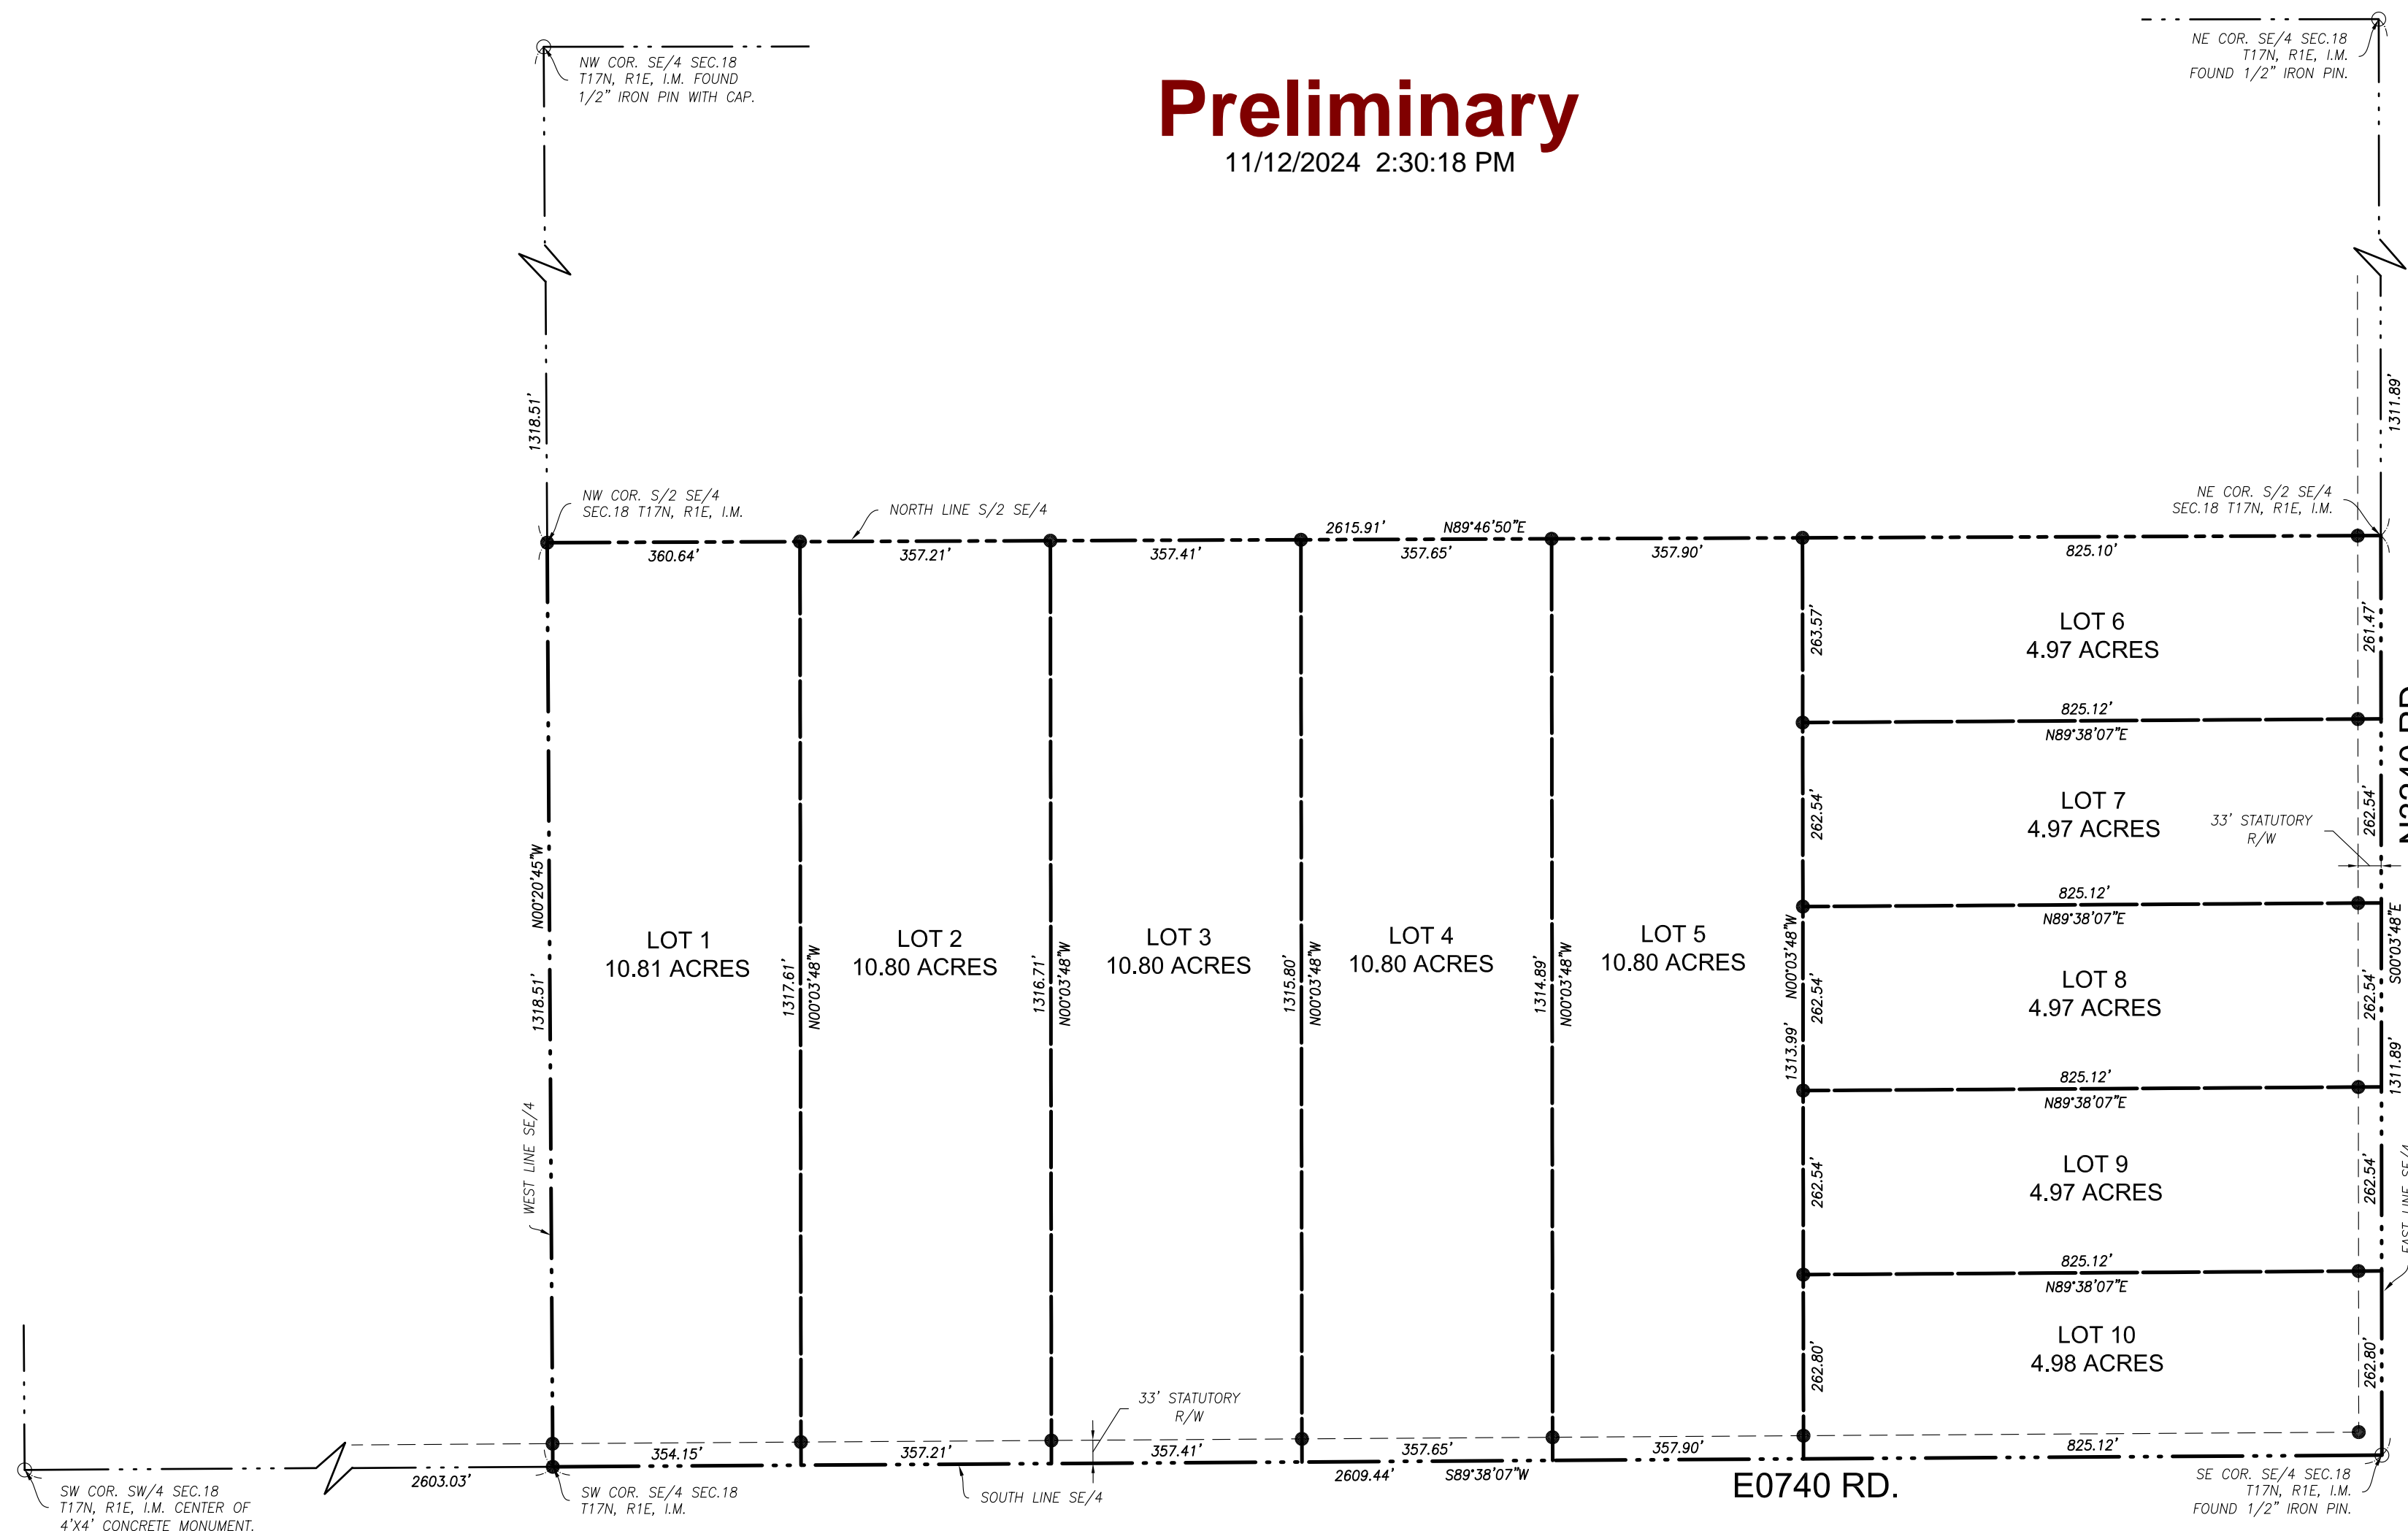 NW COR. SE/4 SEC.18
T17N, R1E, I.M. FOUND
1/2" IRON PIN WITH CAP.
Preliminary
11/12/2024 2:30:18 PM
NE COR. SE/4 SEC.18
T17N, R1E, I.M.
FOUND 1/2" IRON PIN.
1318.51'
1311.89'
NW COR. S/2 SE/4
SEC.18 T17N, R1E, I.M.
NORTH LINE S/2 SE/4
NE COR. S/2 SE/4
SEC.18 T17N, R1E, I.M.
2615.91'
N89°46'50"E
360.64'
357.21'
357.41'
357.65'
357.90'
825.10'
263.57'
LOT 6
4.97 ACRES
261.47'
825.12'
N89°38'07"E
262.54'
LOT 7
4.97 ACRES
33' STATUTORY
R/W
262.54'
825.12'
N89°38'07"E
N00°20'45"W
1318.51'
LOT 1
10.81 ACRES
1317.61'
N00°03'48"W
LOT 2
10.80 ACRES
1316.71'
N00°03'48"W
LOT 3
10.80 ACRES
1315.80'
N00°03'48"W
LOT 4
10.80 ACRES
1314.89'
N00°03'48"W
LOT 5
10.80 ACRES
N00°03'48"W
1313.99'
262.54'
LOT 8
4.97 ACRES
262.54'
S00°03'48"E
1311.89'
825.12'
N89°38'07"E
WEST LINE SE/4
262.54'
LOT 9
4.97 ACRES
262.54'
EAST LINE SE/4
825.12'
N89°38'07"E
262.80'
LOT 10
4.98 ACRES
262.80'
33' STATUTORY
R/W
354.15'
357.21'
357.41'
357.65'
357.90'
825.12'
2603.03'
2609.44'
S89°38'07"W
E0740 RD.
SW COR. SW/4 SEC.18
T17N, R1E, I.M. CENTER OF
4'X4' CONCRETE MONUMENT.
SW COR. SE/4 SEC.18
T17N, R1E, I.M.
SOUTH LINE SE/4
SE COR. SE/4 SEC.18
T17N, R1E, I.M.
FOUND 1/2" IRON PIN.